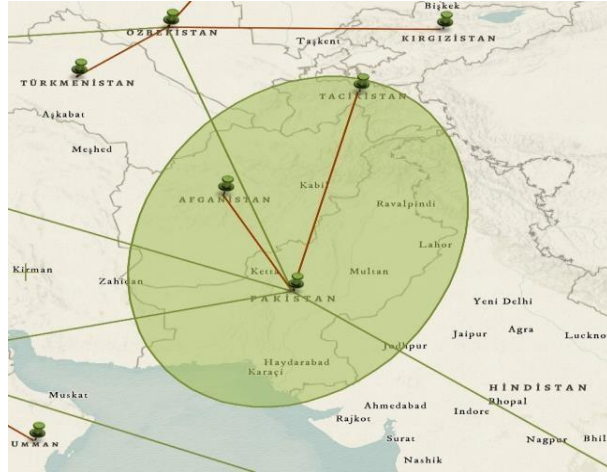 Bişkek
ÖZBEKİSTAN
Taşkent
KIRGIZİSTAN
TÜRKMENİSTAN
TACİKİSTAN
Aşkabat
Meşhed
Kabil
AFGANİSTAN
Ravalpindi
Lahor
Kirman
Zahidan
Ketta
Multan
PAKİSTAN
Yeni Delhi
Jodhpur
Jaipur
Agra
Luckno
Haydarabad
Karaçi
HİNDİSTAN
Muskat
Ahmedabad
Bhopal
Indore
Rajkot
UMMAN
Surat
Nagpur
Bhil
Nashik